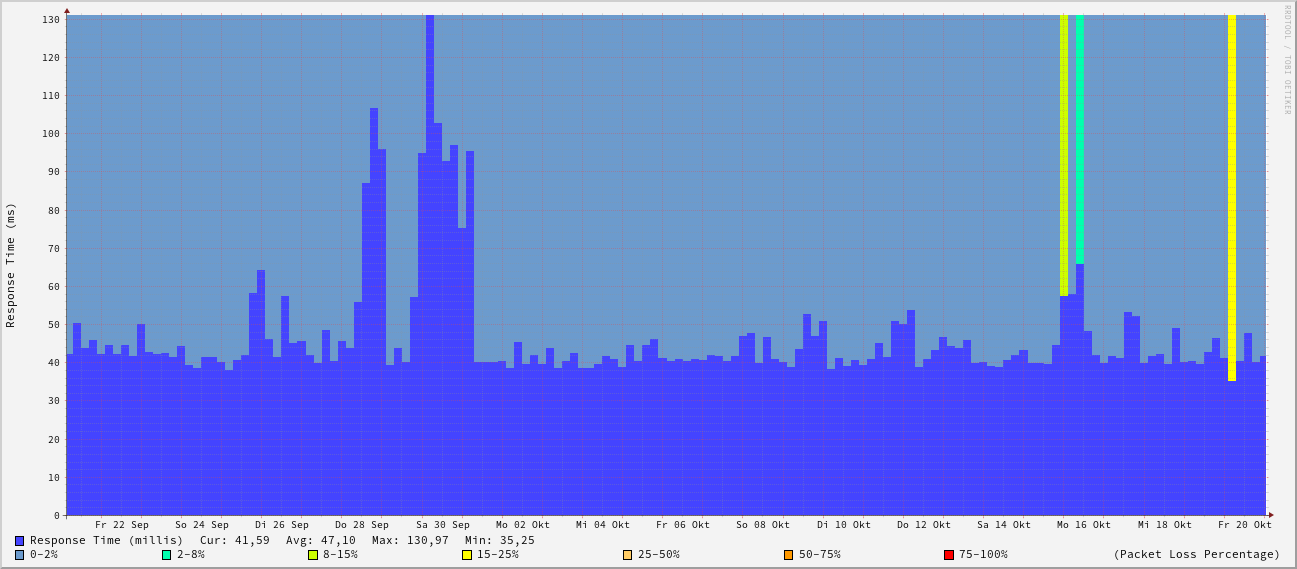 RRDTOOL / TOBI OETIKER
Response Time (ms)
130
120
110
100
90
80
70
60
50
40
30
20
10
0
Fr 22 Sep So 24 Sep Di 26 Sep Do 28 Sep Sa 30 Sep Mo 02 Okt Mi 04 Okt Fr 06 Okt So 08 Okt Di 10 Okt Do 12 Okt Sa 14 Okt Mo 16 Okt Mi 18 Okt Fr 20 Okt
Response Time (millis) Cur: 41,59 Avg: 47,10 Max: 130,97 Min: 35,25
0-2% 2-8% 8-15% 15-25% 25-50% 50-75% 75-100% (Packet Loss Percentage)